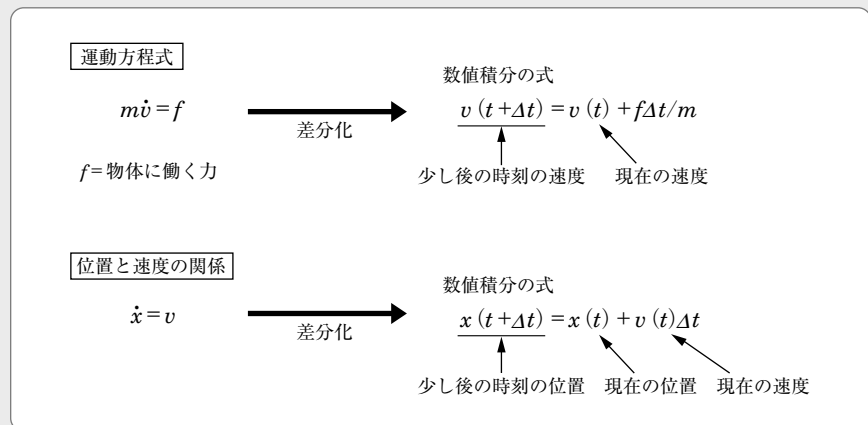 運動方程式
mv̇=f
差分化
f=物体に働く力
数値積分の式
v(t+Δt)=v(t)+fΔt/m
少し後の時刻の速度 現在の速度
位置と速度の関係
ẋ=v
差分化
数値積分の式
x(t+Δt)=x(t)+v(t)Δt
少し後の時刻の位置 現在の位置 現在の速度